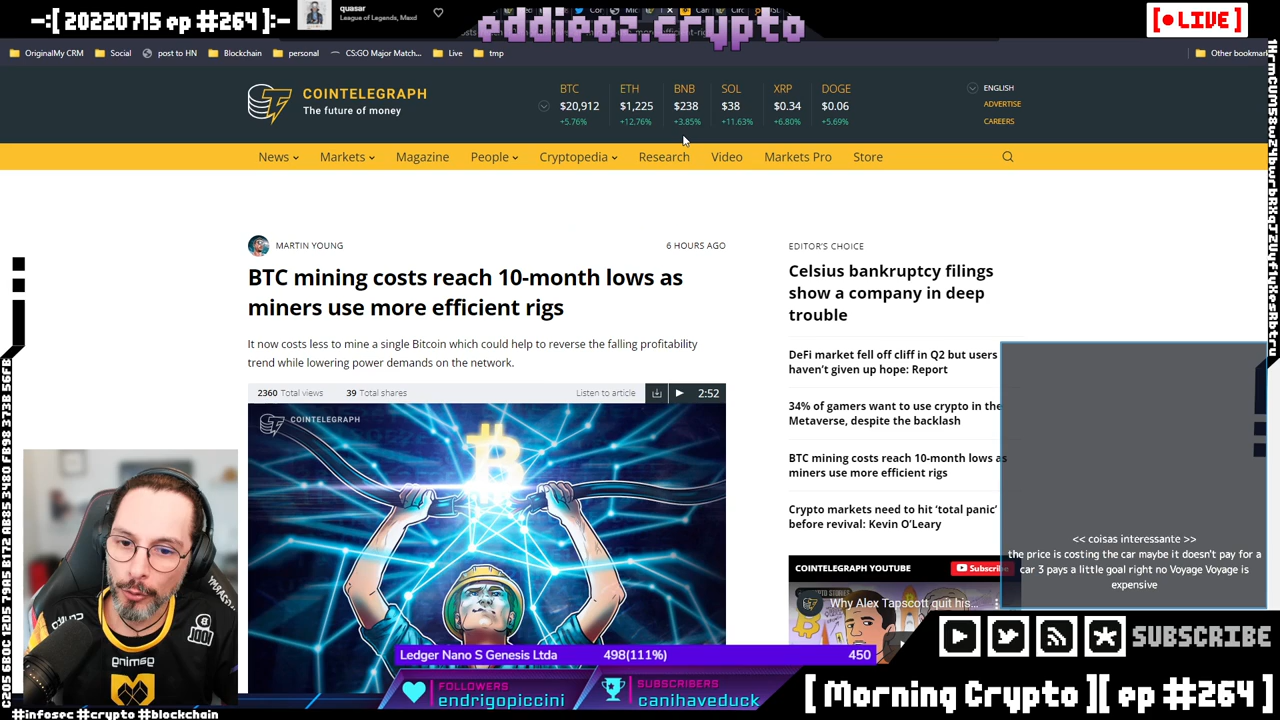 -:[ 20220715 ep #264 ]:-
quasar
League of Legends, Mexd
eddieoz.crypto
[ LIVE ]
OriginalMy CRM
Social
post to HN
Blockchain
personal
CS:GO Major Match...
Live
tmp
Other bookmar
COINTELEGRAPH
The future of money
BTC ETH BNB SOL XRP DOGE
$20,912 $1,225 $238 $38 $0.34 $0.06
+5.76% +12.76% +3.85% +11.63% +6.80% +5.69%
ENGLISH
ADVERTISE
CAREERS
News Markets Magazine People Cryptopedia Research Video Markets Pro Store
MARTIN YOUNG
6 HOURS AGO
BTC mining costs reach 10-month lows as
miners use more efficient rigs
It now costs less to mine a single Bitcoin which could help to reverse the falling profitability
trend while lowering power demands on the network.
2360 Total views 39 Total shares Listen to article 2:52
COINTELEGRAPH
EDITOR'S CHOICE
Celsius bankruptcy filings
show a company in deep
trouble
DeFi market fell off cliff in Q2 but users
haven't given up hope: Report
34% of gamers want to use crypto in the
Metaverse, despite the backlash
BTC mining costs reach 10-month lows as
miners use more efficient rigs
Crypto markets need to hit 'total panic'
before revival: Kevin O'Leary
COINTELEGRAPH YOUTUBE
Subscribe
Why Alex Tapscott quit his...
<< coisas interessante >>
the price is costing the car maybe it doesn't pay for a
car 3 pays a little goal right no Voyage Voyage is
expensive
Ledger Nano S Genesis Ltda 498(111%) 450
FOLLOWERS
endrigopiccini
SUBSCRIBERS
canihaveduck
SUBSCRIBE
[ Morning Crypto ][ ep #264 ]
#infosec #crypto #blockchain